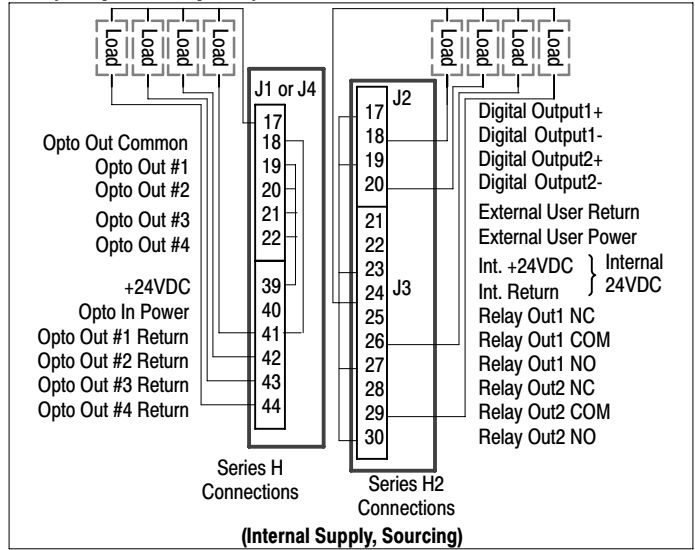 Load Load Load Load
Load Load Load Load
J1 or J4
17
18
19
20
21
22
39
40
41
42
43
44
Opto Out Common
Opto Out #1
Opto Out #2
Opto Out #3
Opto Out #4
+24VDC
Opto In Power
Opto Out #1 Return
Opto Out #2 Return
Opto Out #3 Return
Opto Out #4 Return
Series H
Connections
J2
17
18
19
20
21
22
23
24
J3
25
26
27
28
29
30
Digital Output1+
Digital Output1-
Digital Output2+
Digital Output2-
External User Return
External User Power
Int. +24VDC
Int. Return
} Internal
24VDC
Relay Out1 NC
Relay Out1 COM
Relay Out1 NO
Relay Out2 NC
Relay Out2 COM
Relay Out2 NO
Series H2
Connections
(Internal Supply, Sourcing)